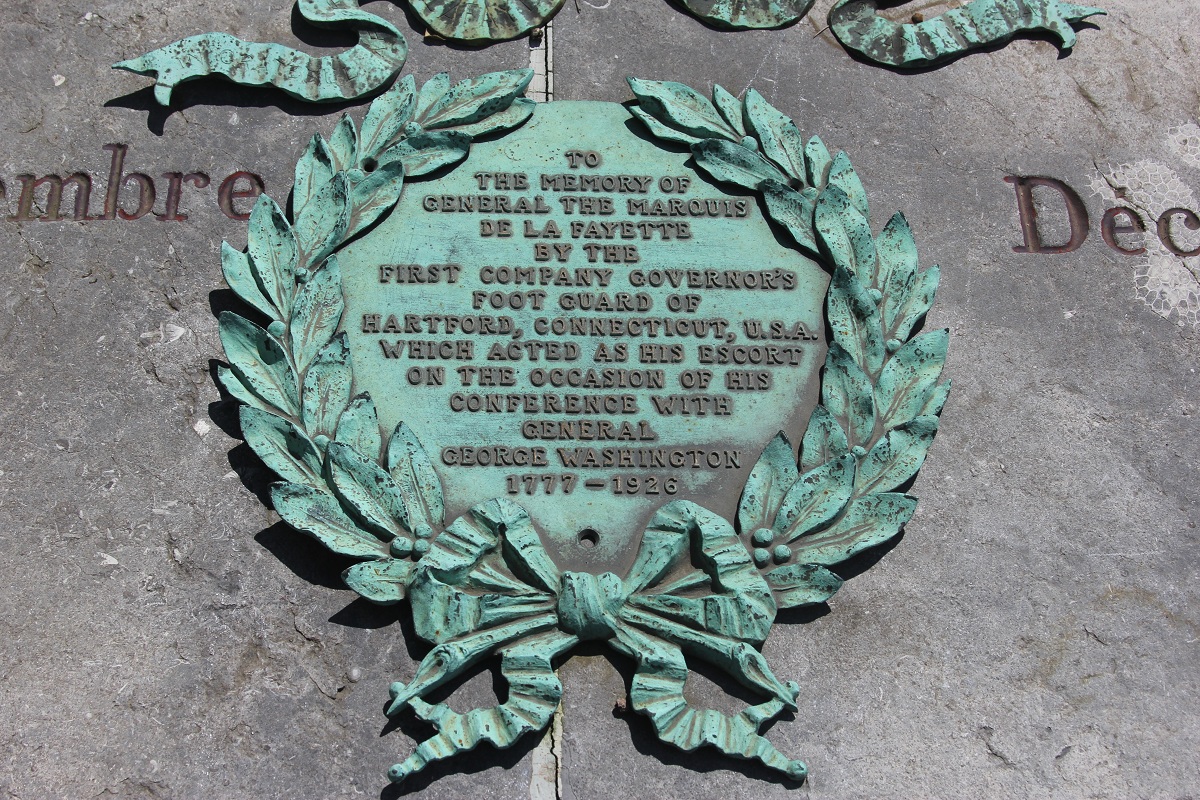 TO
THE MEMORY OF
GENERAL THE MARQUIS
DE LA FAYETTE
BY THE
FIRST COMPANY GOVERNOR'S
FOOT GUARD OF
HARTFORD, CONNECTICUT, U.S.A.
WHICH ACTED AS HIS ESCORT
ON THE OCCASION OF HIS
CONFERENCE WITH
GENERAL
GEORGE WASHINGTON
1777-1926
embre
Dec